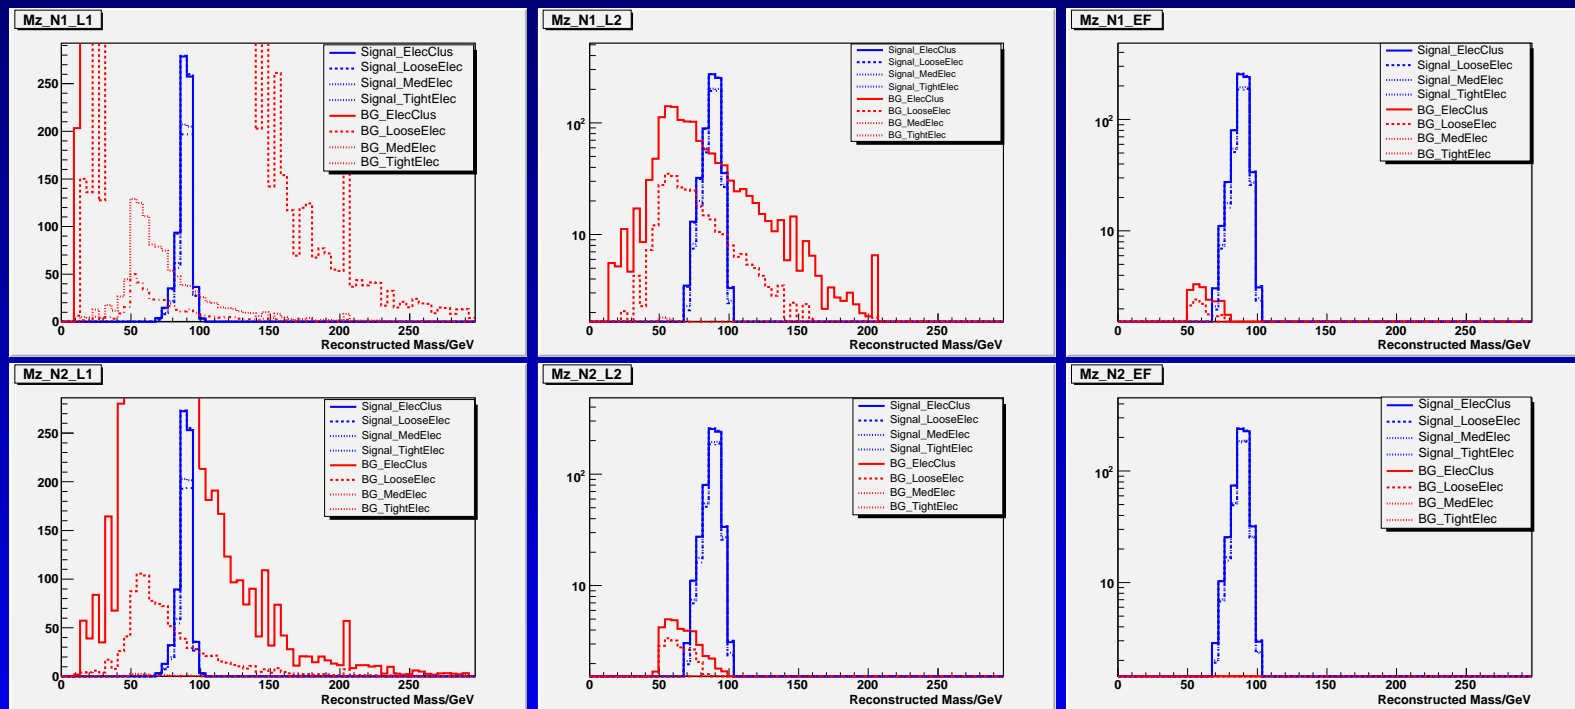 Mz_N1_L1
Signal_ElecClus
Signal_LooseElec
Signal_MedElec
Signal_TightElec
BG_ElecClus
BG_LooseElec
BG_MedElec
BG_TightElec
250
200
150
100
50
0
0 50 100 150 200 250
Reconstructed Mass/GeV
Mz_N1_L2
Signal_ElecClus
Signal_LooseElec
Signal_MedElec
Signal_TightElec
BG_ElecClus
BG_LooseElec
BG_MedElec
BG_TightElec
10²
10
0 50 100 150 200 250
Reconstructed Mass/GeV
Mz_N1_EF
Signal_ElecClus
Signal_LooseElec
Signal_MedElec
Signal_TightElec
BG_ElecClus
BG_LooseElec
BG_MedElec
BG_TightElec
10²
10
0 50 100 150 200 250
Reconstructed Mass/GeV
Mz_N2_L1
Signal_ElecClus
Signal_LooseElec
Signal_MedElec
Signal_TightElec
BG_ElecClus
BG_LooseElec
BG_MedElec
BG_TightElec
250
200
150
100
50
0
0 50 100 150 200 250
Reconstructed Mass/GeV
Mz_N2_L2
Signal_ElecClus
Signal_LooseElec
Signal_MedElec
Signal_TightElec
BG_ElecClus
BG_LooseElec
BG_MedElec
BG_TightElec
10²
10
0 50 100 150 200 250
Reconstructed Mass/GeV
Mz_N2_EF
Signal_ElecClus
Signal_LooseElec
Signal_MedElec
Signal_TightElec
BG_ElecClus
BG_LooseElec
BG_MedElec
BG_TightElec
10²
10
0 50 100 150 200 250
Reconstructed Mass/GeV